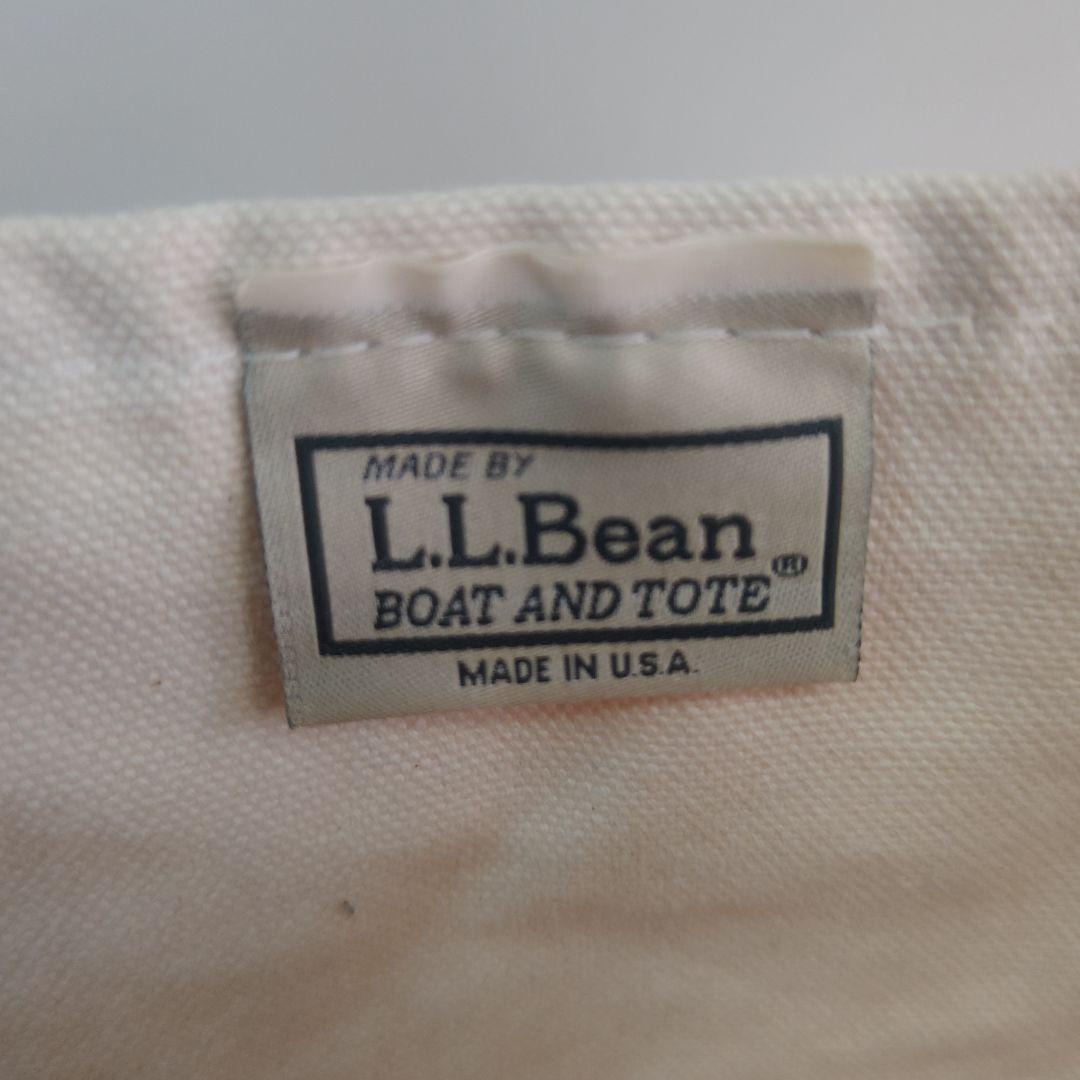 MADE BY
L.L.Bean
BOAT AND TOTE®
MADE IN U.S.A.